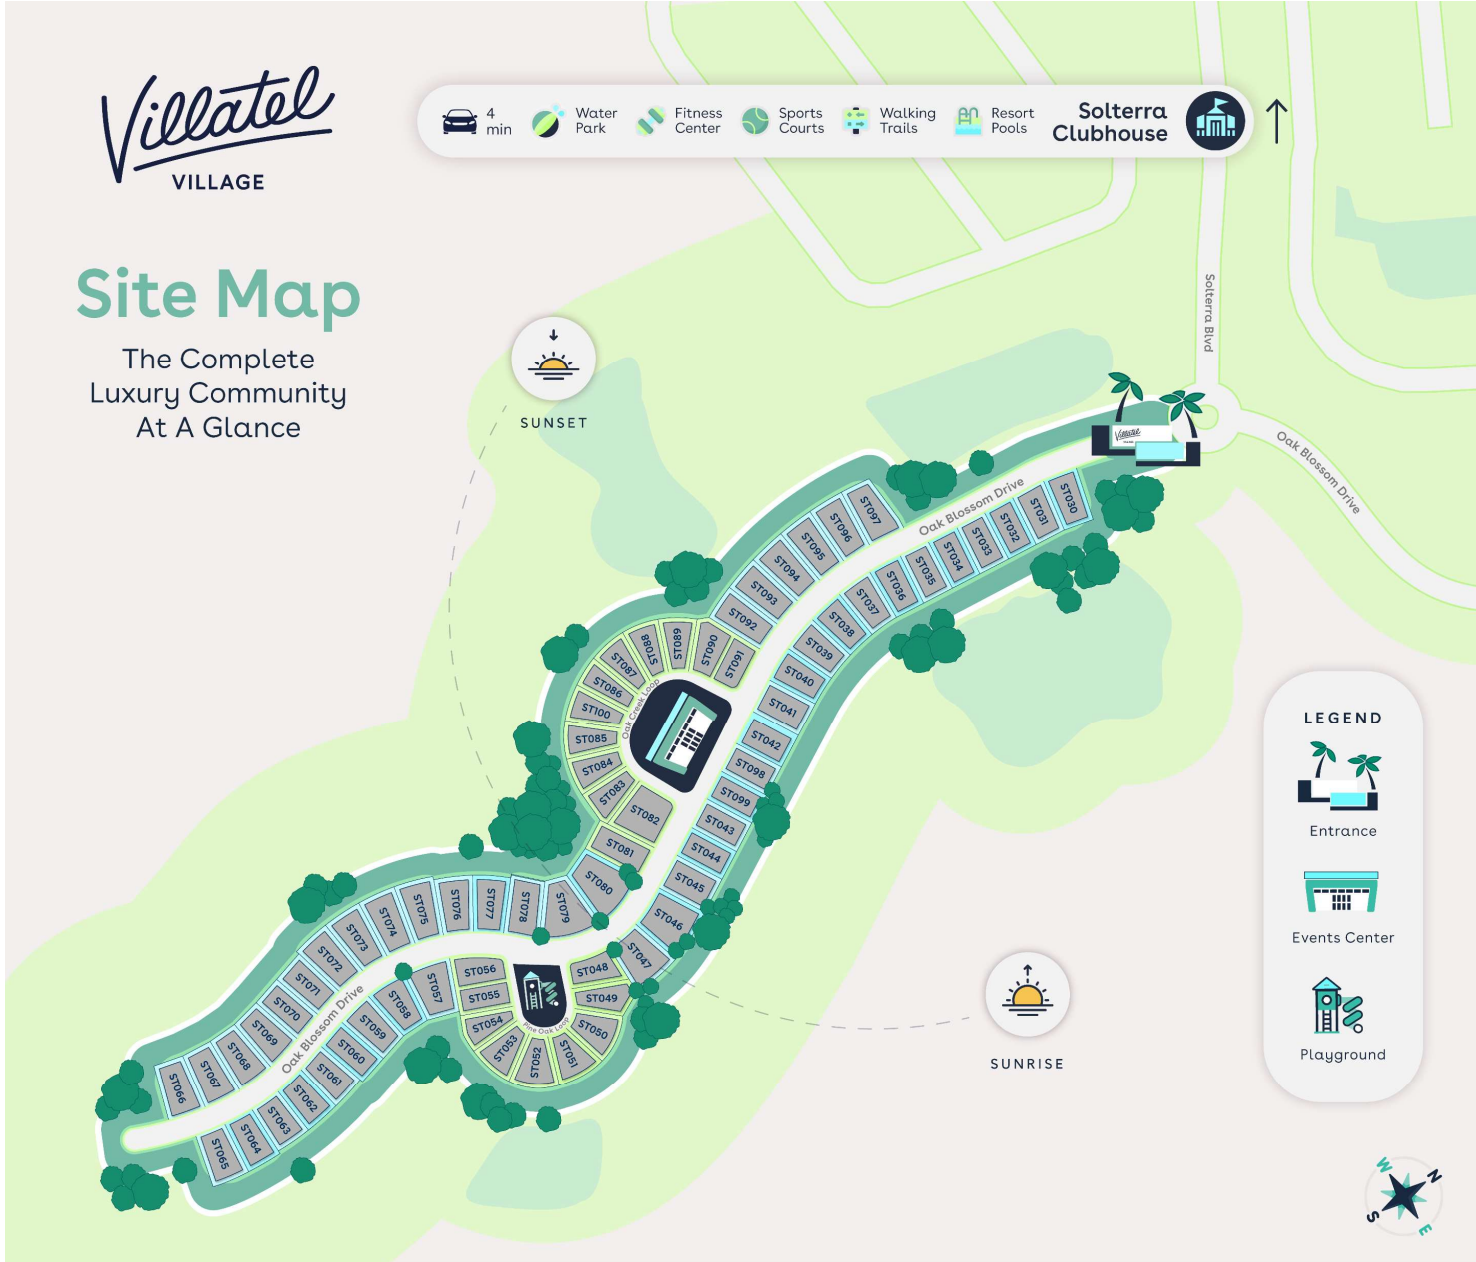 Villatel
VILLAGE
Site Map
The Complete
Luxury Community
At A Glance
4
min
Water
Park
Fitness
Center
Sports
Courts
Walking
Trails
Resort
Pools
Solterra
Clubhouse
Solterra Blvd
Oak Blossom Drive
SUNSET
Villatel
Oak Blossom Drive
ST030
ST031
ST032
ST033
ST034
ST035
ST036
ST037
ST038
ST039
ST040
ST041
ST042
ST098
ST099
ST043
ST044
ST045
ST046
ST047
ST097
ST096
ST095
ST094
ST093
ST092
ST091
ST090
ST089
ST088
ST087
ST086
ST100
ST085
ST084
ST083
ST082
ST081
ST080
Oak Creek Loop
ST079
ST078
ST077
ST076
ST075
ST074
ST073
ST072
ST071
ST070
ST069
ST068
ST067
ST066
Oak Blossom Drive
ST048
ST049
ST050
ST051
ST052
ST053
ST054
ST055
ST056
Pine Oak Loop
ST057
ST058
ST059
ST060
ST061
ST062
ST063
ST064
ST065
SUNRISE
LEGEND
Entrance
Events Center
Playground
W
N
S
E